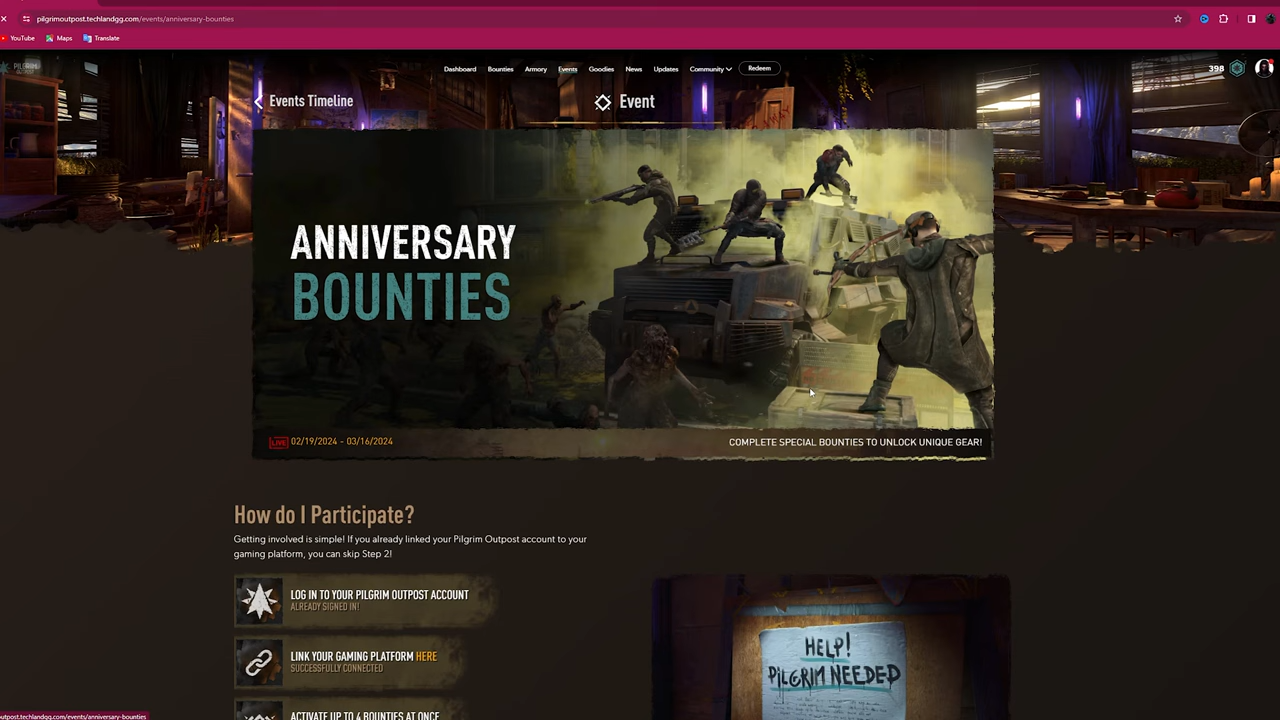 pilgrimoutpost.techlandgg.com/events/anniversary-bounties
YouTube Maps Translate
PILGRIM OUTPOST
Dashboard Bounties Armory Events Goodies News Updates Community Redeem
398
Events Timeline
Event
ANNIVERSARY
BOUNTIES
LIVE 02/19/2024 - 03/16/2024
COMPLETE SPECIAL BOUNTIES TO UNLOCK UNIQUE GEAR!
How do I Participate?
Getting involved is simple! If you already linked your Pilgrim Outpost account to your
gaming platform, you can skip Step 2!
LOG IN TO YOUR PILGRIM OUTPOST ACCOUNT
ALREADY SIGNED IN!
LINK YOUR GAMING PLATFORM HERE
SUCCESSFULLY CONNECTED
ACTIVATE UP TO 4 BOUNTIES AT ONCE
HELP!
PILGRIM NEEDED
outpost.techlandgg.com/events/anniversary-bounties